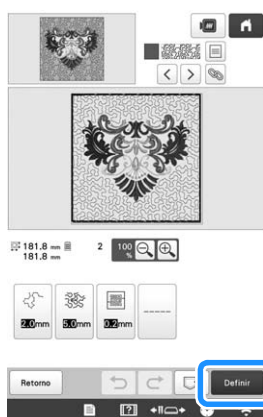 181.8 mm
181.8 mm
2
100 %
2.0mm
5.0mm
0.2mm
-----
Retorno
Definir